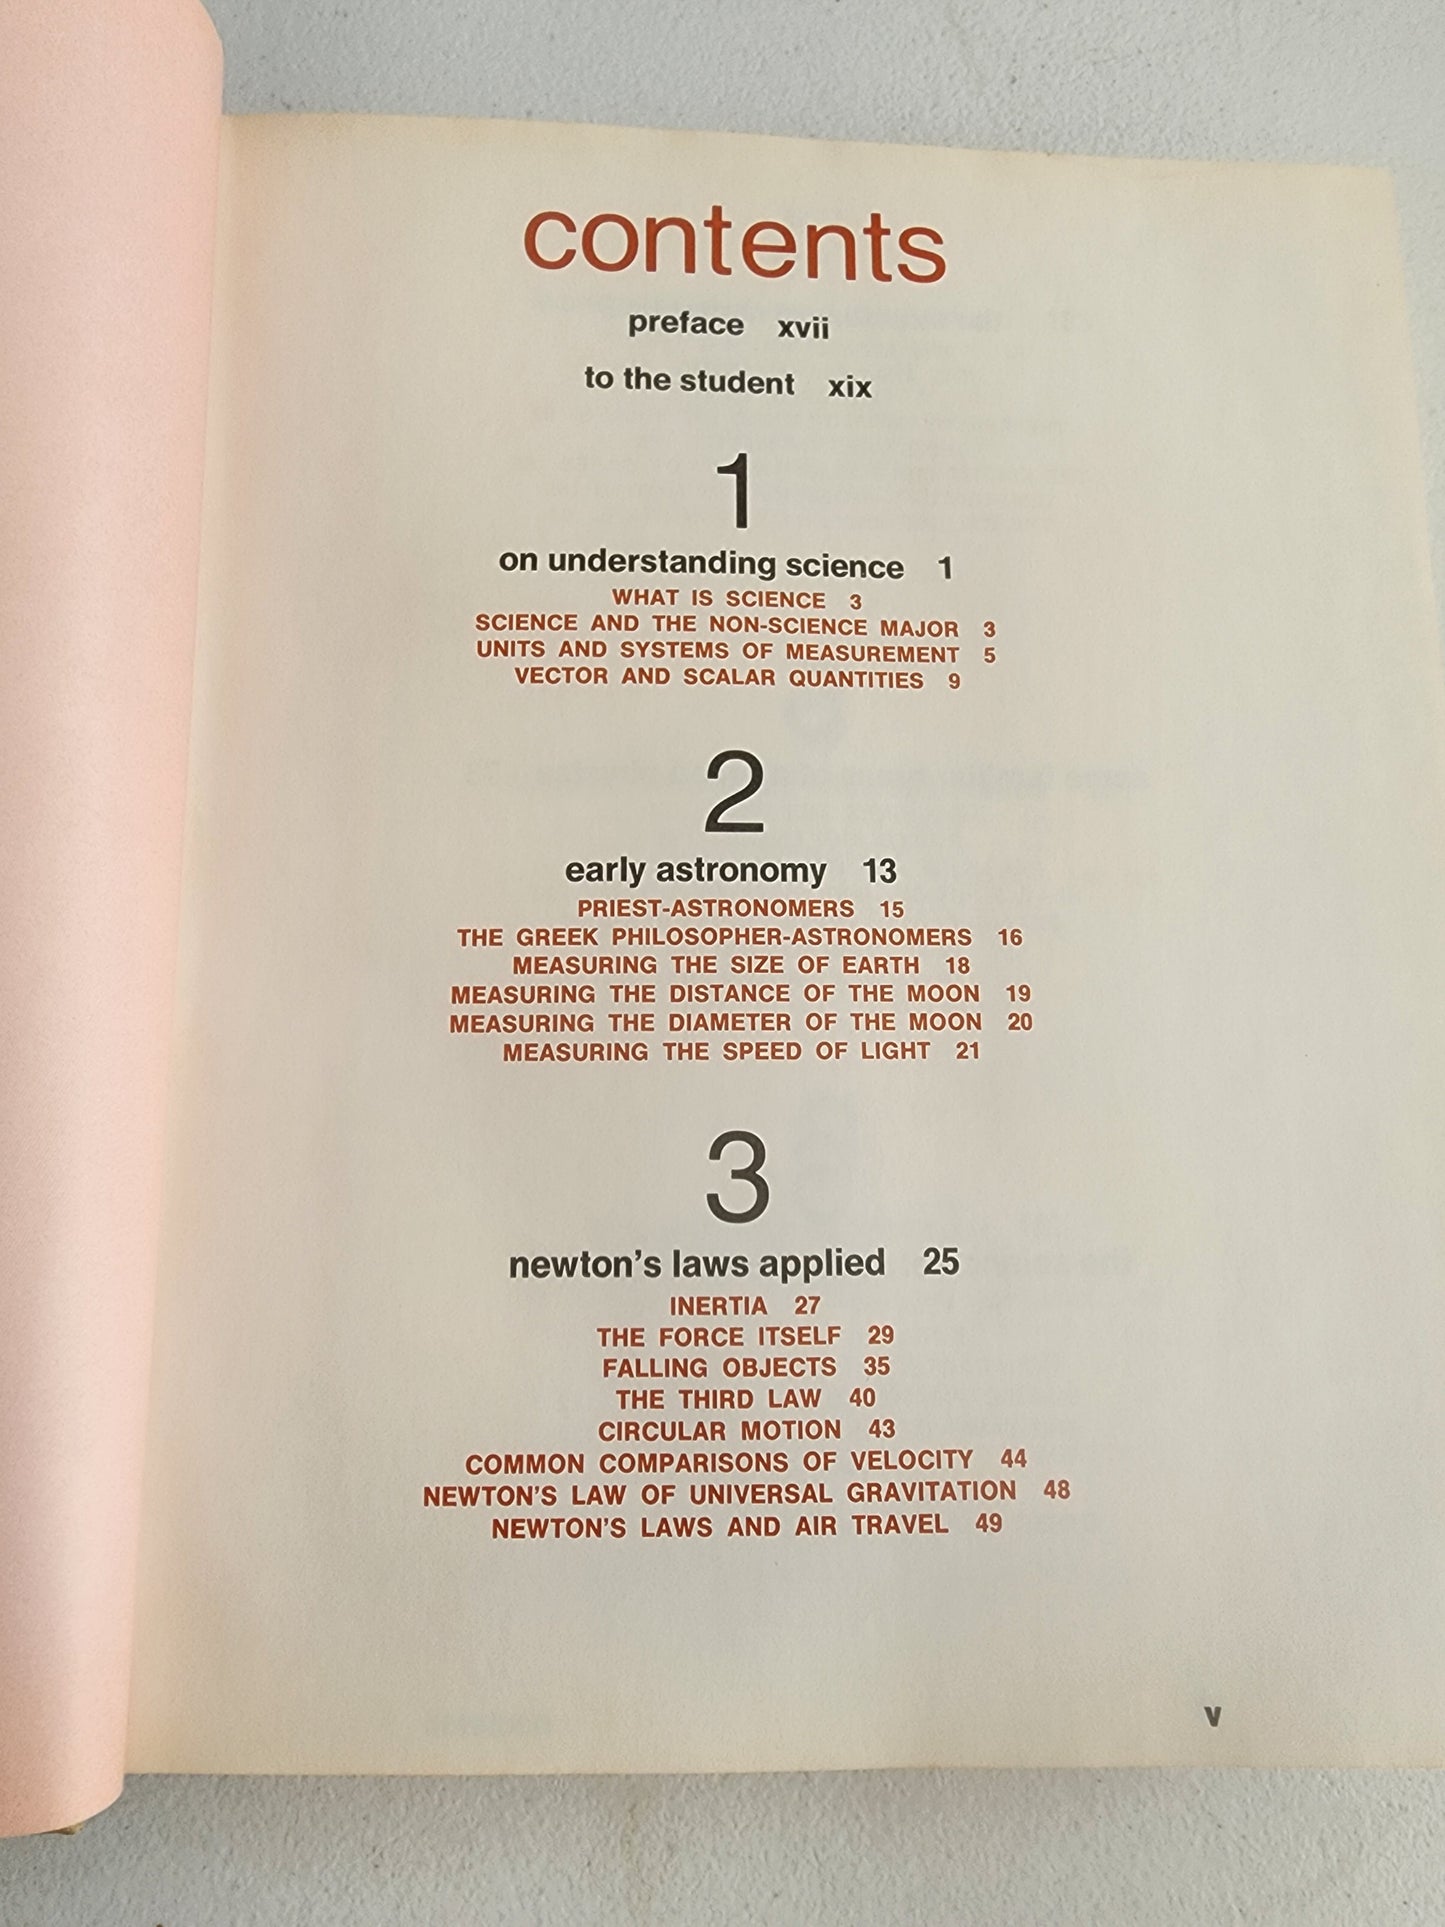 contents
preface xvii
to the student xix
1
on understanding science 1
WHAT IS SCIENCE 3
SCIENCE AND THE NON-SCIENCE MAJOR 3
UNITS AND SYSTEMS OF MEASUREMENT 5
VECTOR AND SCALAR QUANTITIES 9
2
early astronomy 13
PRIEST-ASTRONOMERS 15
THE GREEK PHILOSOPHER-ASTRONOMERS 16
MEASURING THE SIZE OF EARTH 18
MEASURING THE DISTANCE OF THE MOON 19
MEASURING THE DIAMETER OF THE MOON 20
MEASURING THE SPEED OF LIGHT 21
3
newton's laws applied 25
INERTIA 27
THE FORCE ITSELF 29
FALLING OBJECTS 35
THE THIRD LAW 40
CIRCULAR MOTION 43
COMMON COMPARISONS OF VELOCITY 44
NEWTON'S LAW OF UNIVERSAL GRAVITATION 48
NEWTON'S LAWS AND AIR TRAVEL 49
v